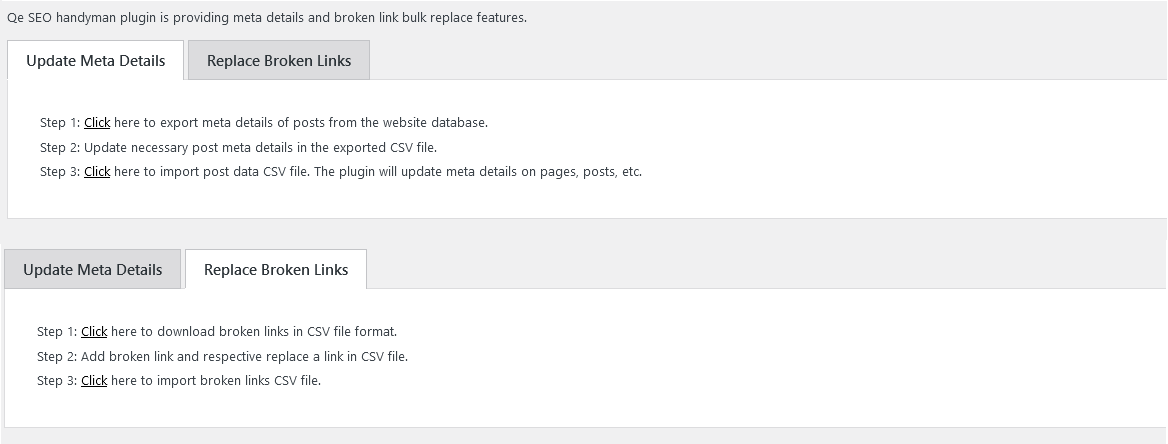 Qe SEO handyman plugin is providing meta details and broken link bulk replace features.
Update Meta Details
Replace Broken Links
Step 1: Click here to export meta details of posts from the website database.
Step 2: Update necessary post meta details in the exported CSV file.
Step 3: Click here to import post data CSV file. The plugin will update meta details on pages, posts, etc.
Update Meta Details
Replace Broken Links
Step 1: Click here to download broken links in CSV file format.
Step 2: Add broken link and respective replace a link in CSV file.
Step 3: Click here to import broken links CSV file.